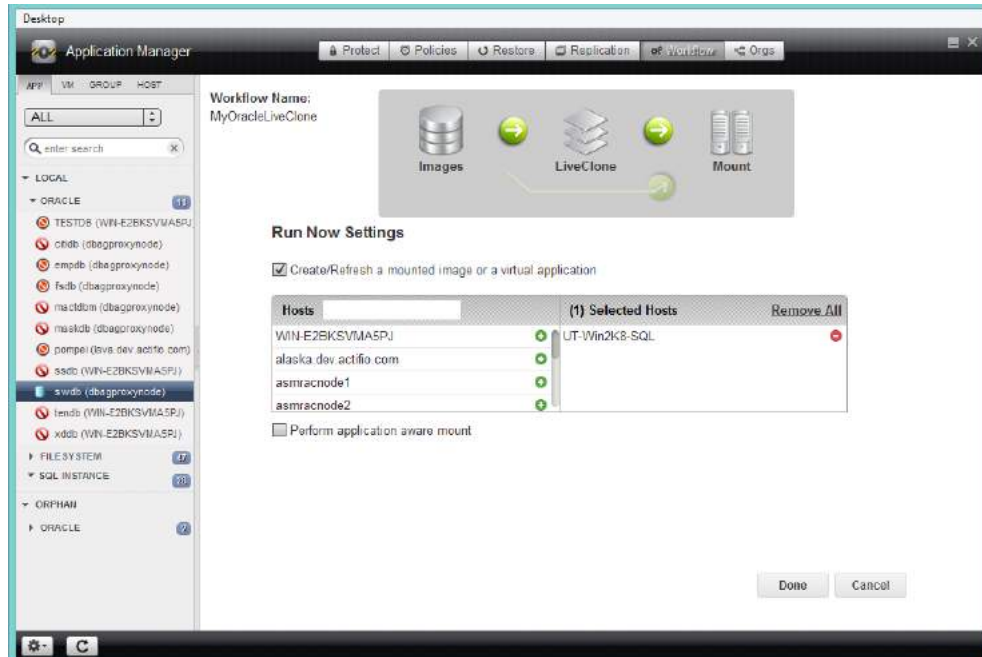 Desktop
Application Manager
Protect
Policies
Restore
Replication
Workflow
Orgs
APP
VM
GROUP
HOST
ALL
enter search
LOCAL
ORACLE
11
TESTDB (WIN-E2BKSVMA5PJ
citidb (dbagproxynode)
empdb (dbagproxynode)
fsdb (dbagproxynode)
mactdbm (dbagproxynode)
maskdb (dbagproxynode)
pompei (lava.dev.actifio.com)
ssdb (WIN-E2BKSVMA5PJ)
swdb (dbagproxynode)
tendb (WIN-E2BKSVMA5PJ)
xddb (WIN-E2BKSVMA5PJ)
FILESYSTEM
SQL INSTANCE
ORPHAN
ORACLE
Workflow Name:
MyOracleLiveClone
Images
LiveClone
Mount
Run Now Settings
Create/Refresh a mounted image or a virtual application
Hosts
(1) Selected Hosts
Remove All
WIN-E2BKSVMA5PJ
UT-Win2K8-SQL
alaska.dev.actifio.com
asmracnode1
asmracnode2
Perform application aware mount
Done
Cancel